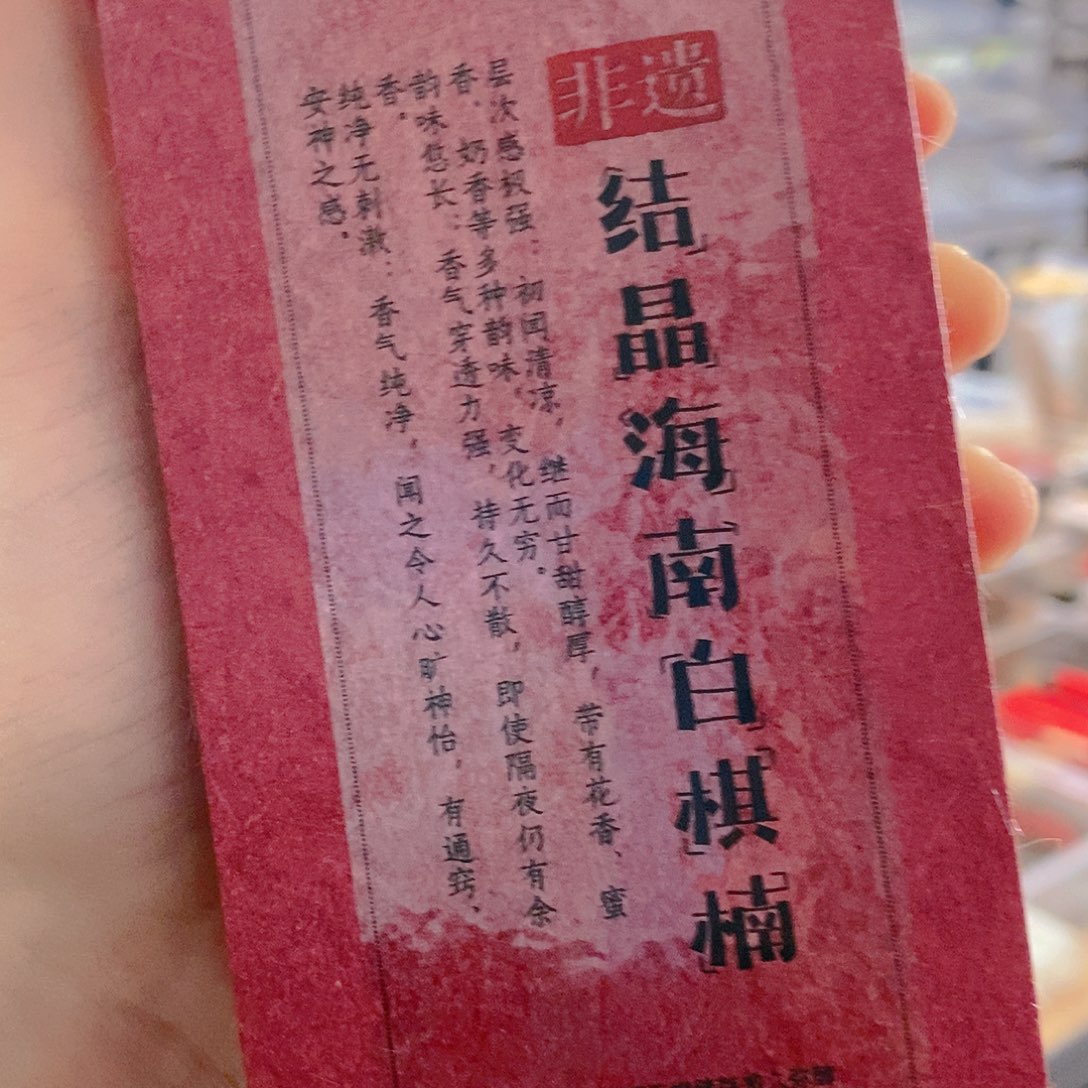 非遗
结晶海南白棋楠
层次感极强：初闻清凉，继而甘甜醇厚，带有花香、蜜
香、奶香等多种韵味，变化无穷。
韵味悠长：香气穿透力强，持久不散，即使隔夜仍有余
香。
纯净无刺激：香气纯净，闻之令人心旷神怡，有通窍、
安神之感。